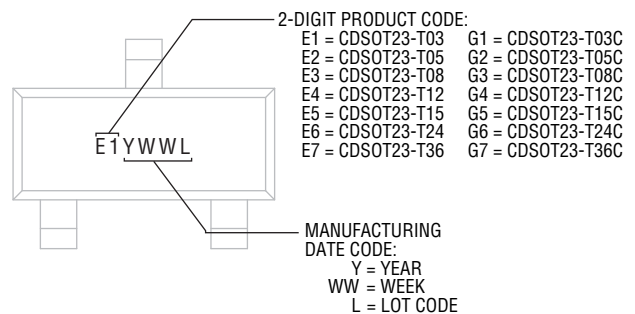 2-DIGIT PRODUCT CODE:
E1 = CDSOT23-T03 G1 = CDSOT23-T03C
E2 = CDSOT23-T05 G2 = CDSOT23-T05C
E3 = CDSOT23-T08 G3 = CDSOT23-T08C
E4 = CDSOT23-T12 G4 = CDSOT23-T12C
E5 = CDSOT23-T15 G5 = CDSOT23-T15C
E6 = CDSOT23-T24 G6 = CDSOT23-T24C
E7 = CDSOT23-T36 G7 = CDSOT23-T36C
E1YWWL
MANUFACTURING
DATE CODE:
Y = YEAR
WW = WEEK
L = LOT CODE